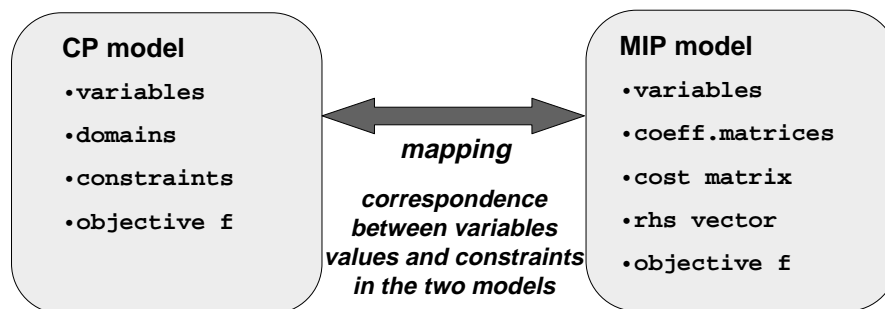 CP model
•variables
•domains
•constraints
•objective f
mapping
correspondence
between variables
values and constraints
in the two models
MIP model
•variables
•coeff.matrices
•cost matrix
•rhs vector
•objective f